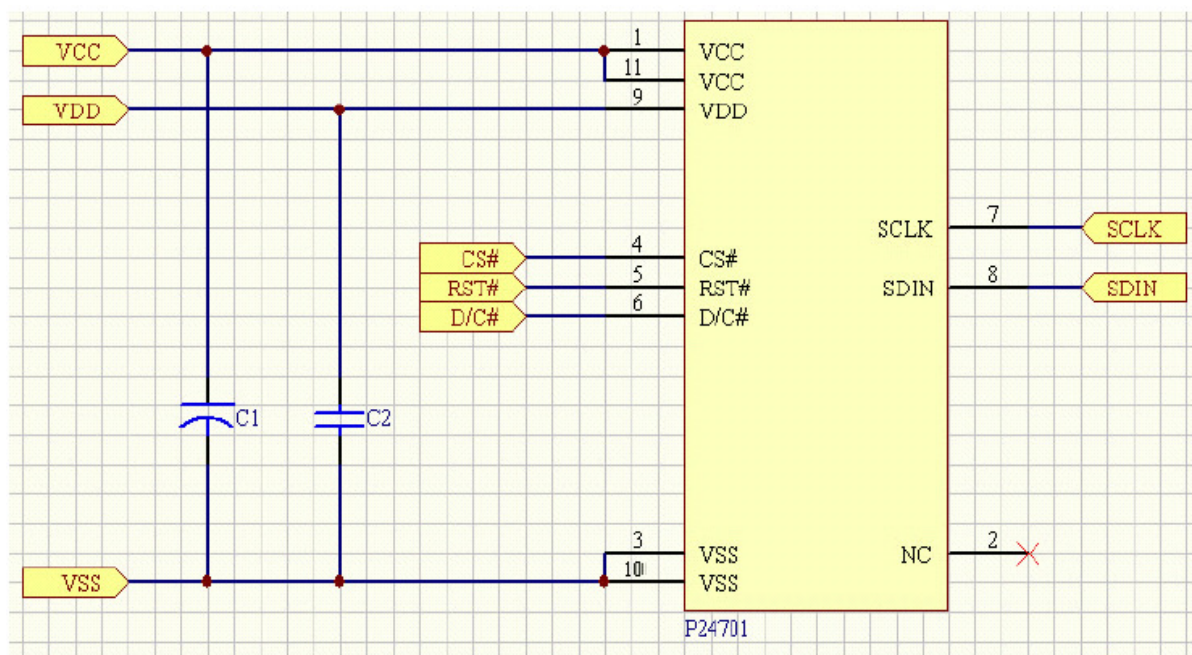 VCC
1
VCC
11
VCC
VDD
9
VDD
SCLK
7
SCLK
CS#
4
CS#
RST#
5
RST#
SDIN
8
SDIN
D/C#
6
D/C#
C1
C2
3
VSS
NC
2
VSS
10
VSS
P24701